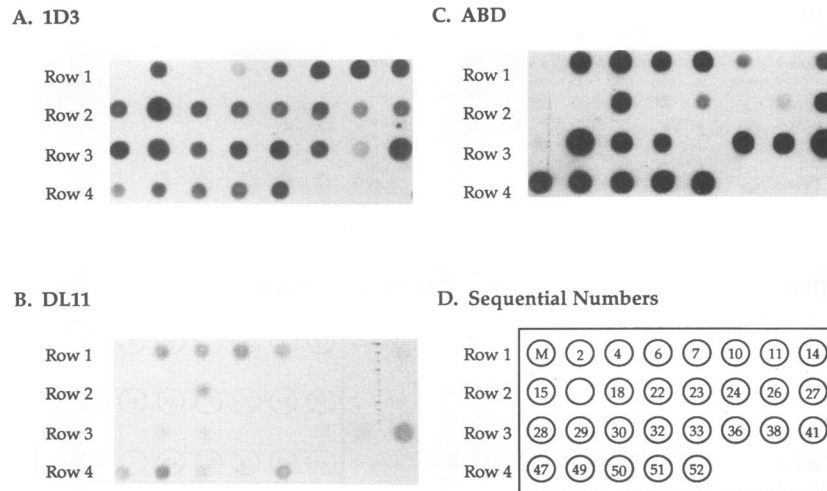 A. 1D3
Row 1
Row 2
Row 3
Row 4
C. ABD
Row 1
Row 2
Row 3
Row 4
B. DL11
Row 1
Row 2
Row 3
Row 4
D. Sequential Numbers
Row 1 M 2 4 6 7 10 11 14
Row 2 15 18 22 23 24 26 27
Row 3 28 29 30 32 33 36 38 41
Row 4 47 49 50 51 52